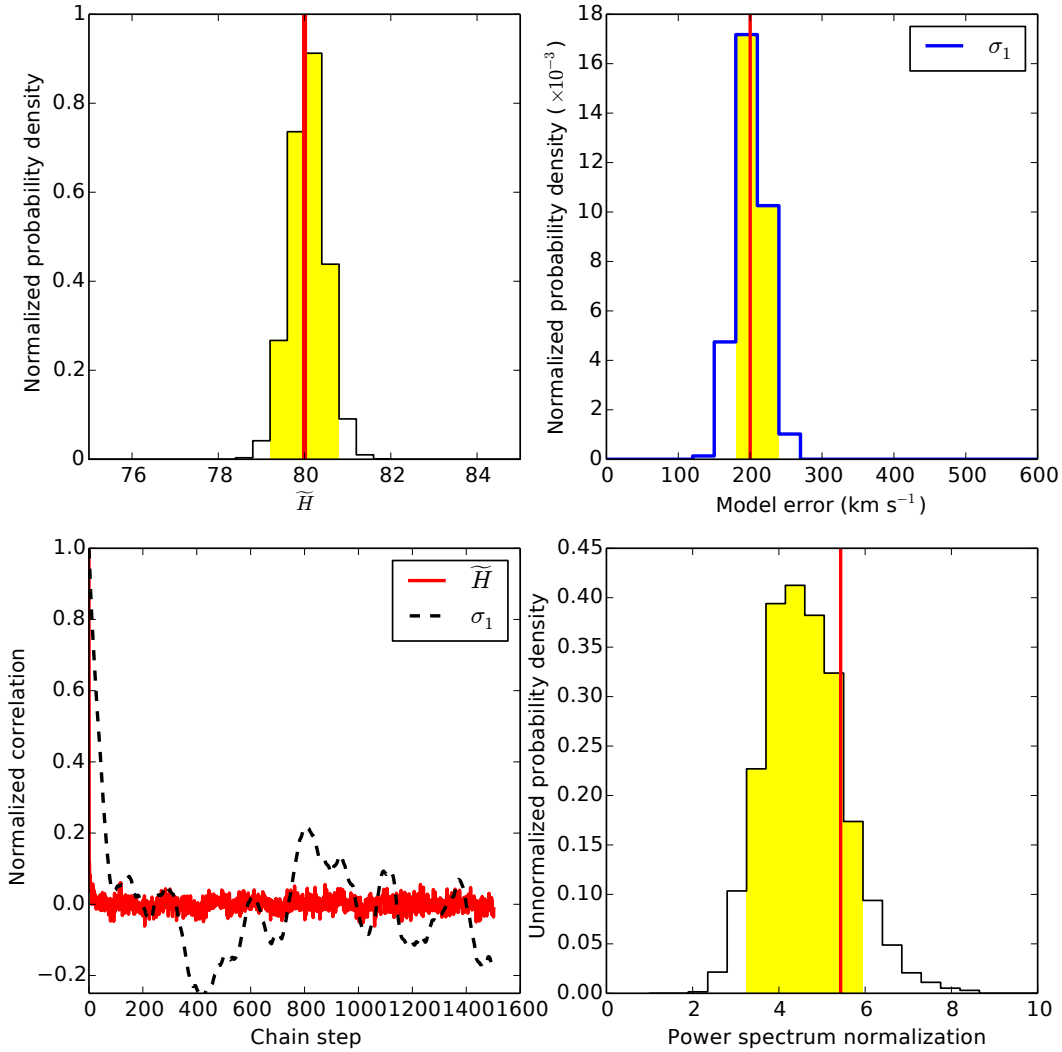 Normalized probability density
1
0.8
0.6
0.4
0.2
0
76 78 80 82 84
H̃
Normalized probability density ( ×10⁻³)
18
16
14
12
10
8
6
4
2
0
σ₁
0 100 200 300 400 500 600
Model error (km s⁻¹)
Normalized correlation
1.0
0.8
0.6
0.4
0.2
0.0
−0.2
H̃
σ₁
0 200 400 600 800 1000 1200 1400 1600
Chain step
Unnormalized probability density
0.45
0.40
0.35
0.30
0.25
0.20
0.15
0.10
0.05
0.00
0 2 4 6 8 10
Power spectrum normalization